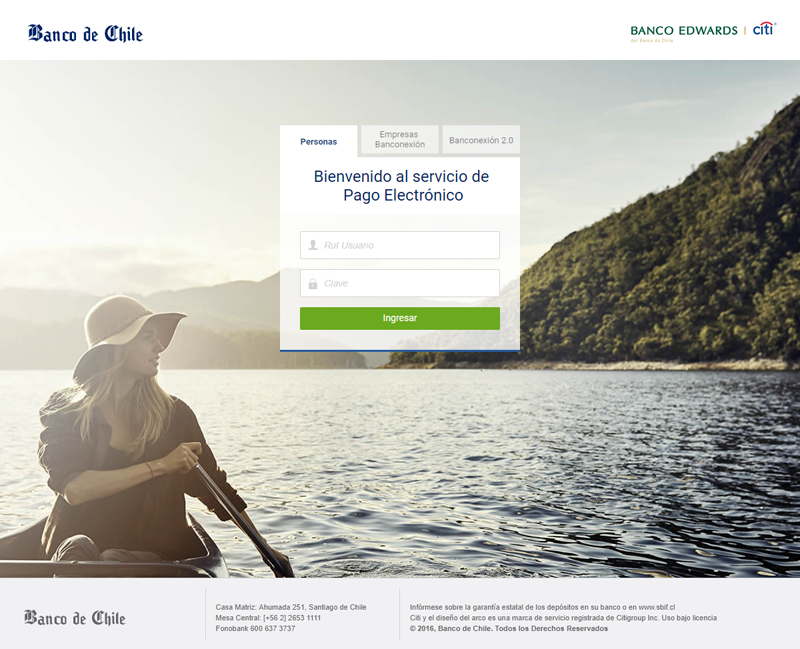 Banco de Chile
BANCO EDWARDS | citi
del Banco de Chile
Personas
Empresas
Banconexión
Banconexión 2.0
Bienvenido al servicio de
Pago Electrónico
Rut Usuario
Clave
Ingresar
Banco de Chile
Casa Matriz: Ahumada 251, Santiago de Chile
Mesa Central: [+56 2] 2653 1111
Fonobank 600 637 3737
Infórmese sobre la garantía estatal de los depósitos en su banco o en www.sbif.cl
Citi y el diseño del arco es una marca de servicio registrada de Citigroup Inc. Uso bajo licencia
© 2016, Banco de Chile. Todos los Derechos Reservados